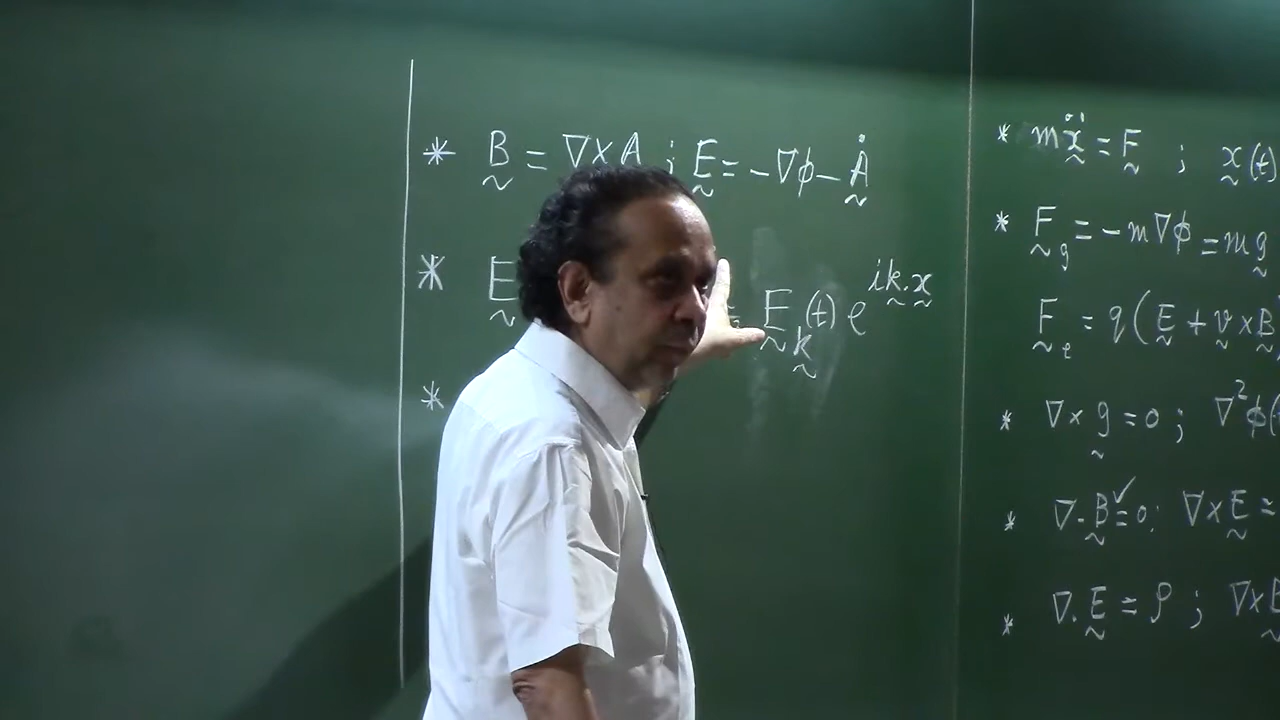 * B = ∇×A ; E = -∇ϕ - Ȧ
* E = E_k(t) e^{ik.x}
*
* mẍ = F ; x(t)
* F_g = -m∇ϕ = mg
F_e = q(E + v×B
* ∇×g = 0 ; ∇²ϕ(
* ∇.B = 0 ✓ ; ∇×E =
* ∇.E = ρ ; ∇×B